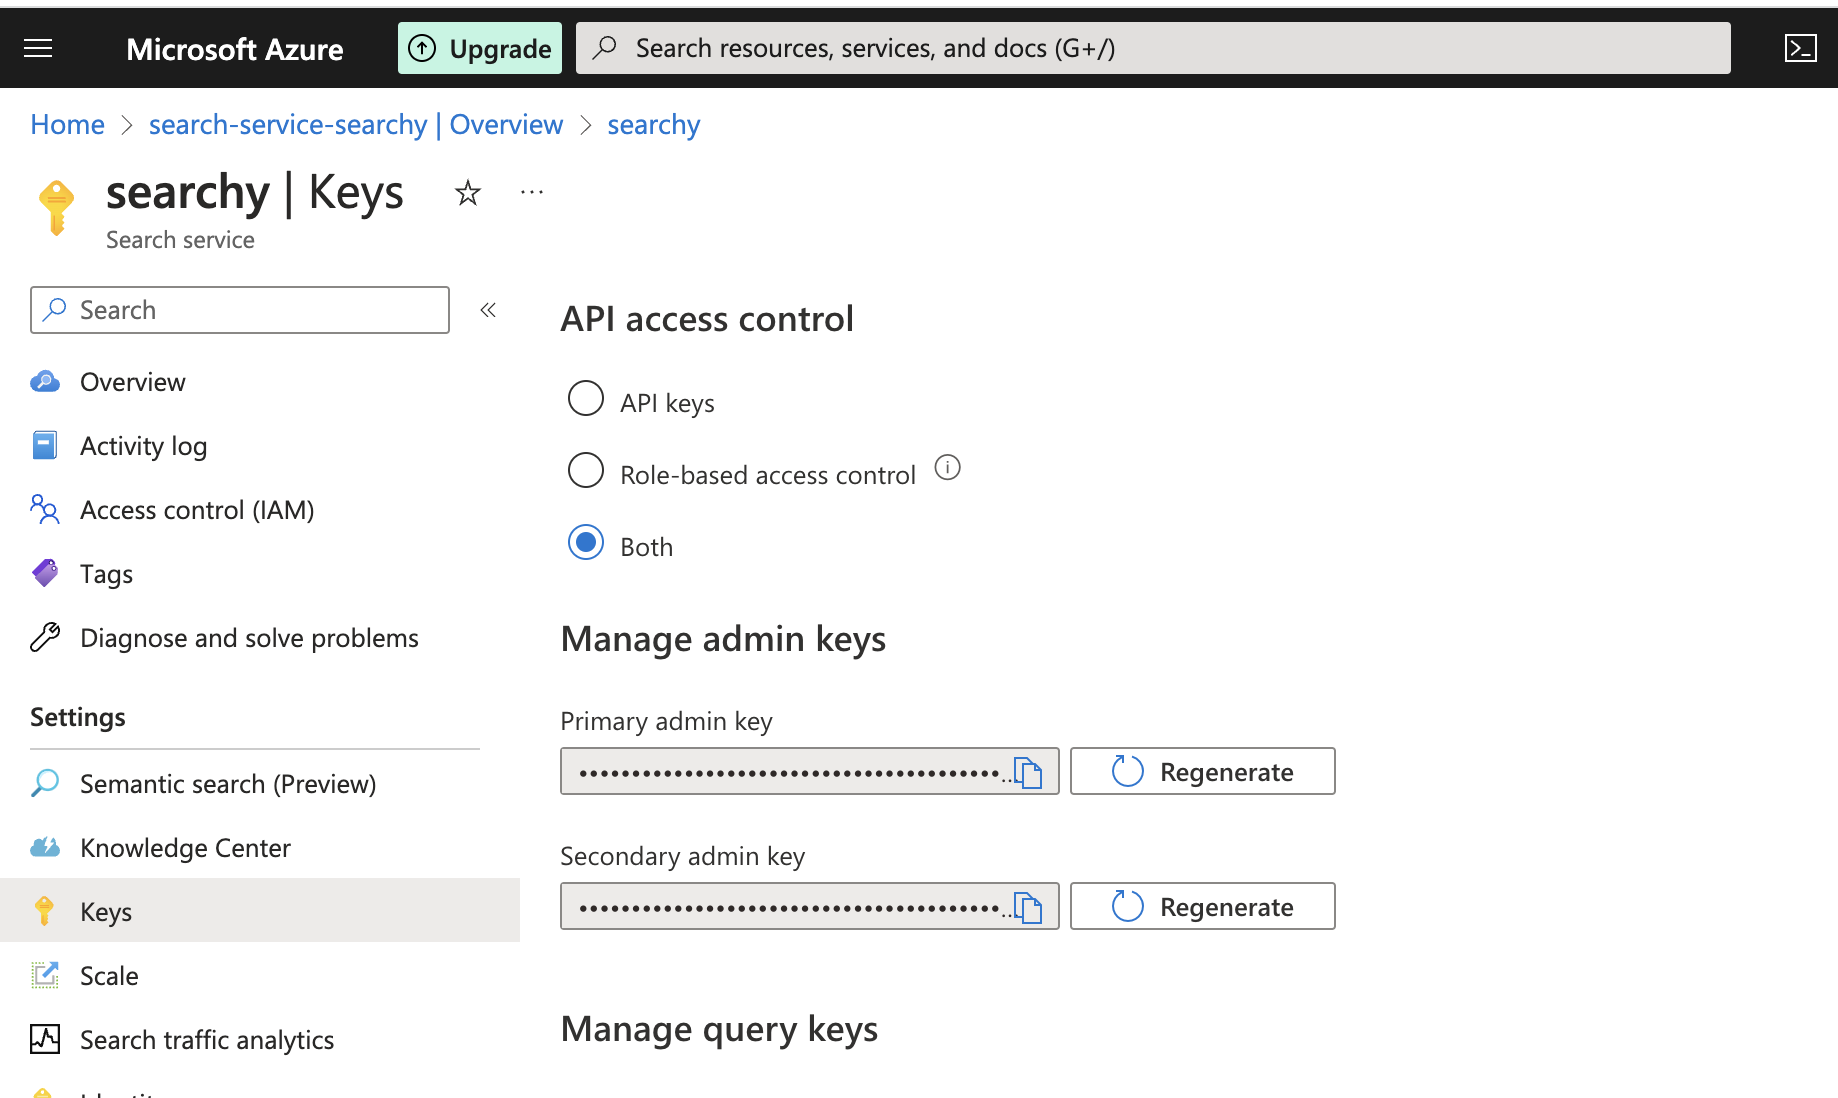 Microsoft Azure
Upgrade
Search resources, services, and docs (G+/)
Home > search-service-searchy | Overview > searchy
searchy | Keys
Search service
Search
Overview
Activity log
Access control (IAM)
Tags
Diagnose and solve problems
Settings
Semantic search (Preview)
Knowledge Center
Keys
Scale
Search traffic analytics
API access control
API keys
Role-based access control
Both
Manage admin keys
Primary admin key
Regenerate
Secondary admin key
Regenerate
Manage query keys